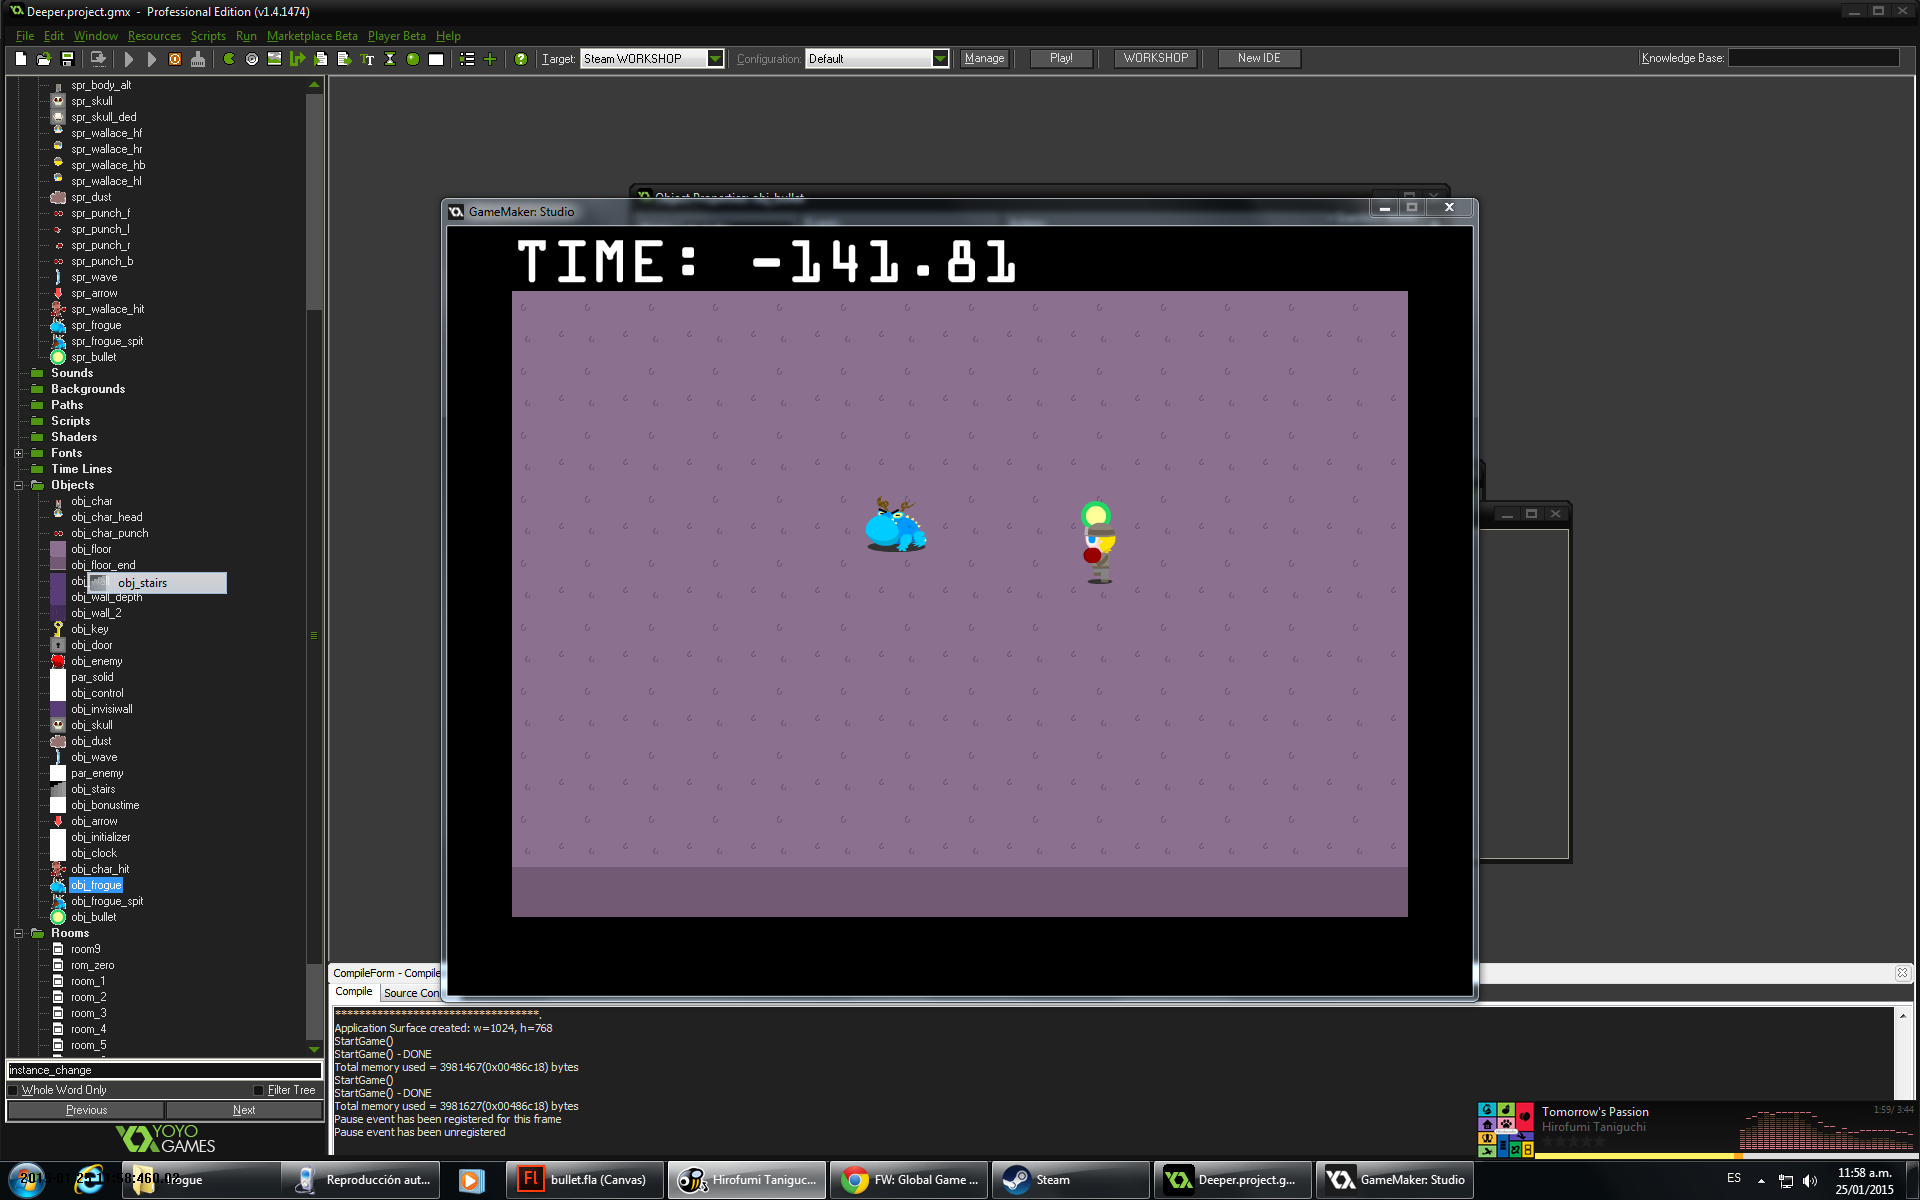 Deeper.project.gmx - Professional Edition (v1.4.1474)
File Edit Window Resources Scripts Run Marketplace Beta Player Beta Help
Target: Steam WORKSHOP Configuration: Default Manage Play! WORKSHOP New IDE Knowledge Base:
spr_body_alt
spr_skull
spr_skull_ded
spr_wallace_hf
spr_wallace_hr
spr_wallace_hb
spr_wallace_hl
spr_dust
spr_punch_f
spr_punch_l
spr_punch_r
spr_punch_b
spr_wave
spr_arrow
spr_wallace_hit
spr_frogue
spr_frogue_spit
spr_bullet
Sounds
Backgrounds
Paths
Scripts
Shaders
Fonts
Time Lines
Objects
obj_char
obj_char_head
obj_char_punch
obj_floor
obj_floor_end
obj_stairs
obj_wall_depth
obj_wall_2
obj_key
obj_door
obj_enemy
par_solid
obj_control
obj_invisiwall
obj_skull
obj_dust
obj_wave
par_enemy
obj_stairs
obj_bonustime
obj_arrow
obj_initializer
obj_clock
obj_char_hit
obj_frogue
obj_frogue_spit
obj_bullet
Rooms
room9
rom_zero
room_1
room_2
room_3
room_4
room_5
instance_change
Whole Word Only Filter Tree
Previous Next
YOYO GAMES
Object Properties: obj_bullet
GameMaker: Studio
TIME: -141.81
CompileForm - Compile
Compile Source Con
**********************************.
Application Surface created: w=1024, h=768
StartGame()
StartGame() - DONE
Total memory used = 3981467(0x00486c18) bytes
StartGame()
StartGame() - DONE
Total memory used = 3981627(0x00486c18) bytes
Pause event has been registered for this frame
Pause event has been unregistered
Tomorrow's Passion
Hirofumi Taniguchi
1:59/ 3:44
Reproducción aut...
bullet.fla (Canvas)
Hirofumi Taniguc...
FW: Global Game ...
Steam
Deeper.project.g...
GameMaker: Studio
ES
11:58 a.m.
25/01/2015